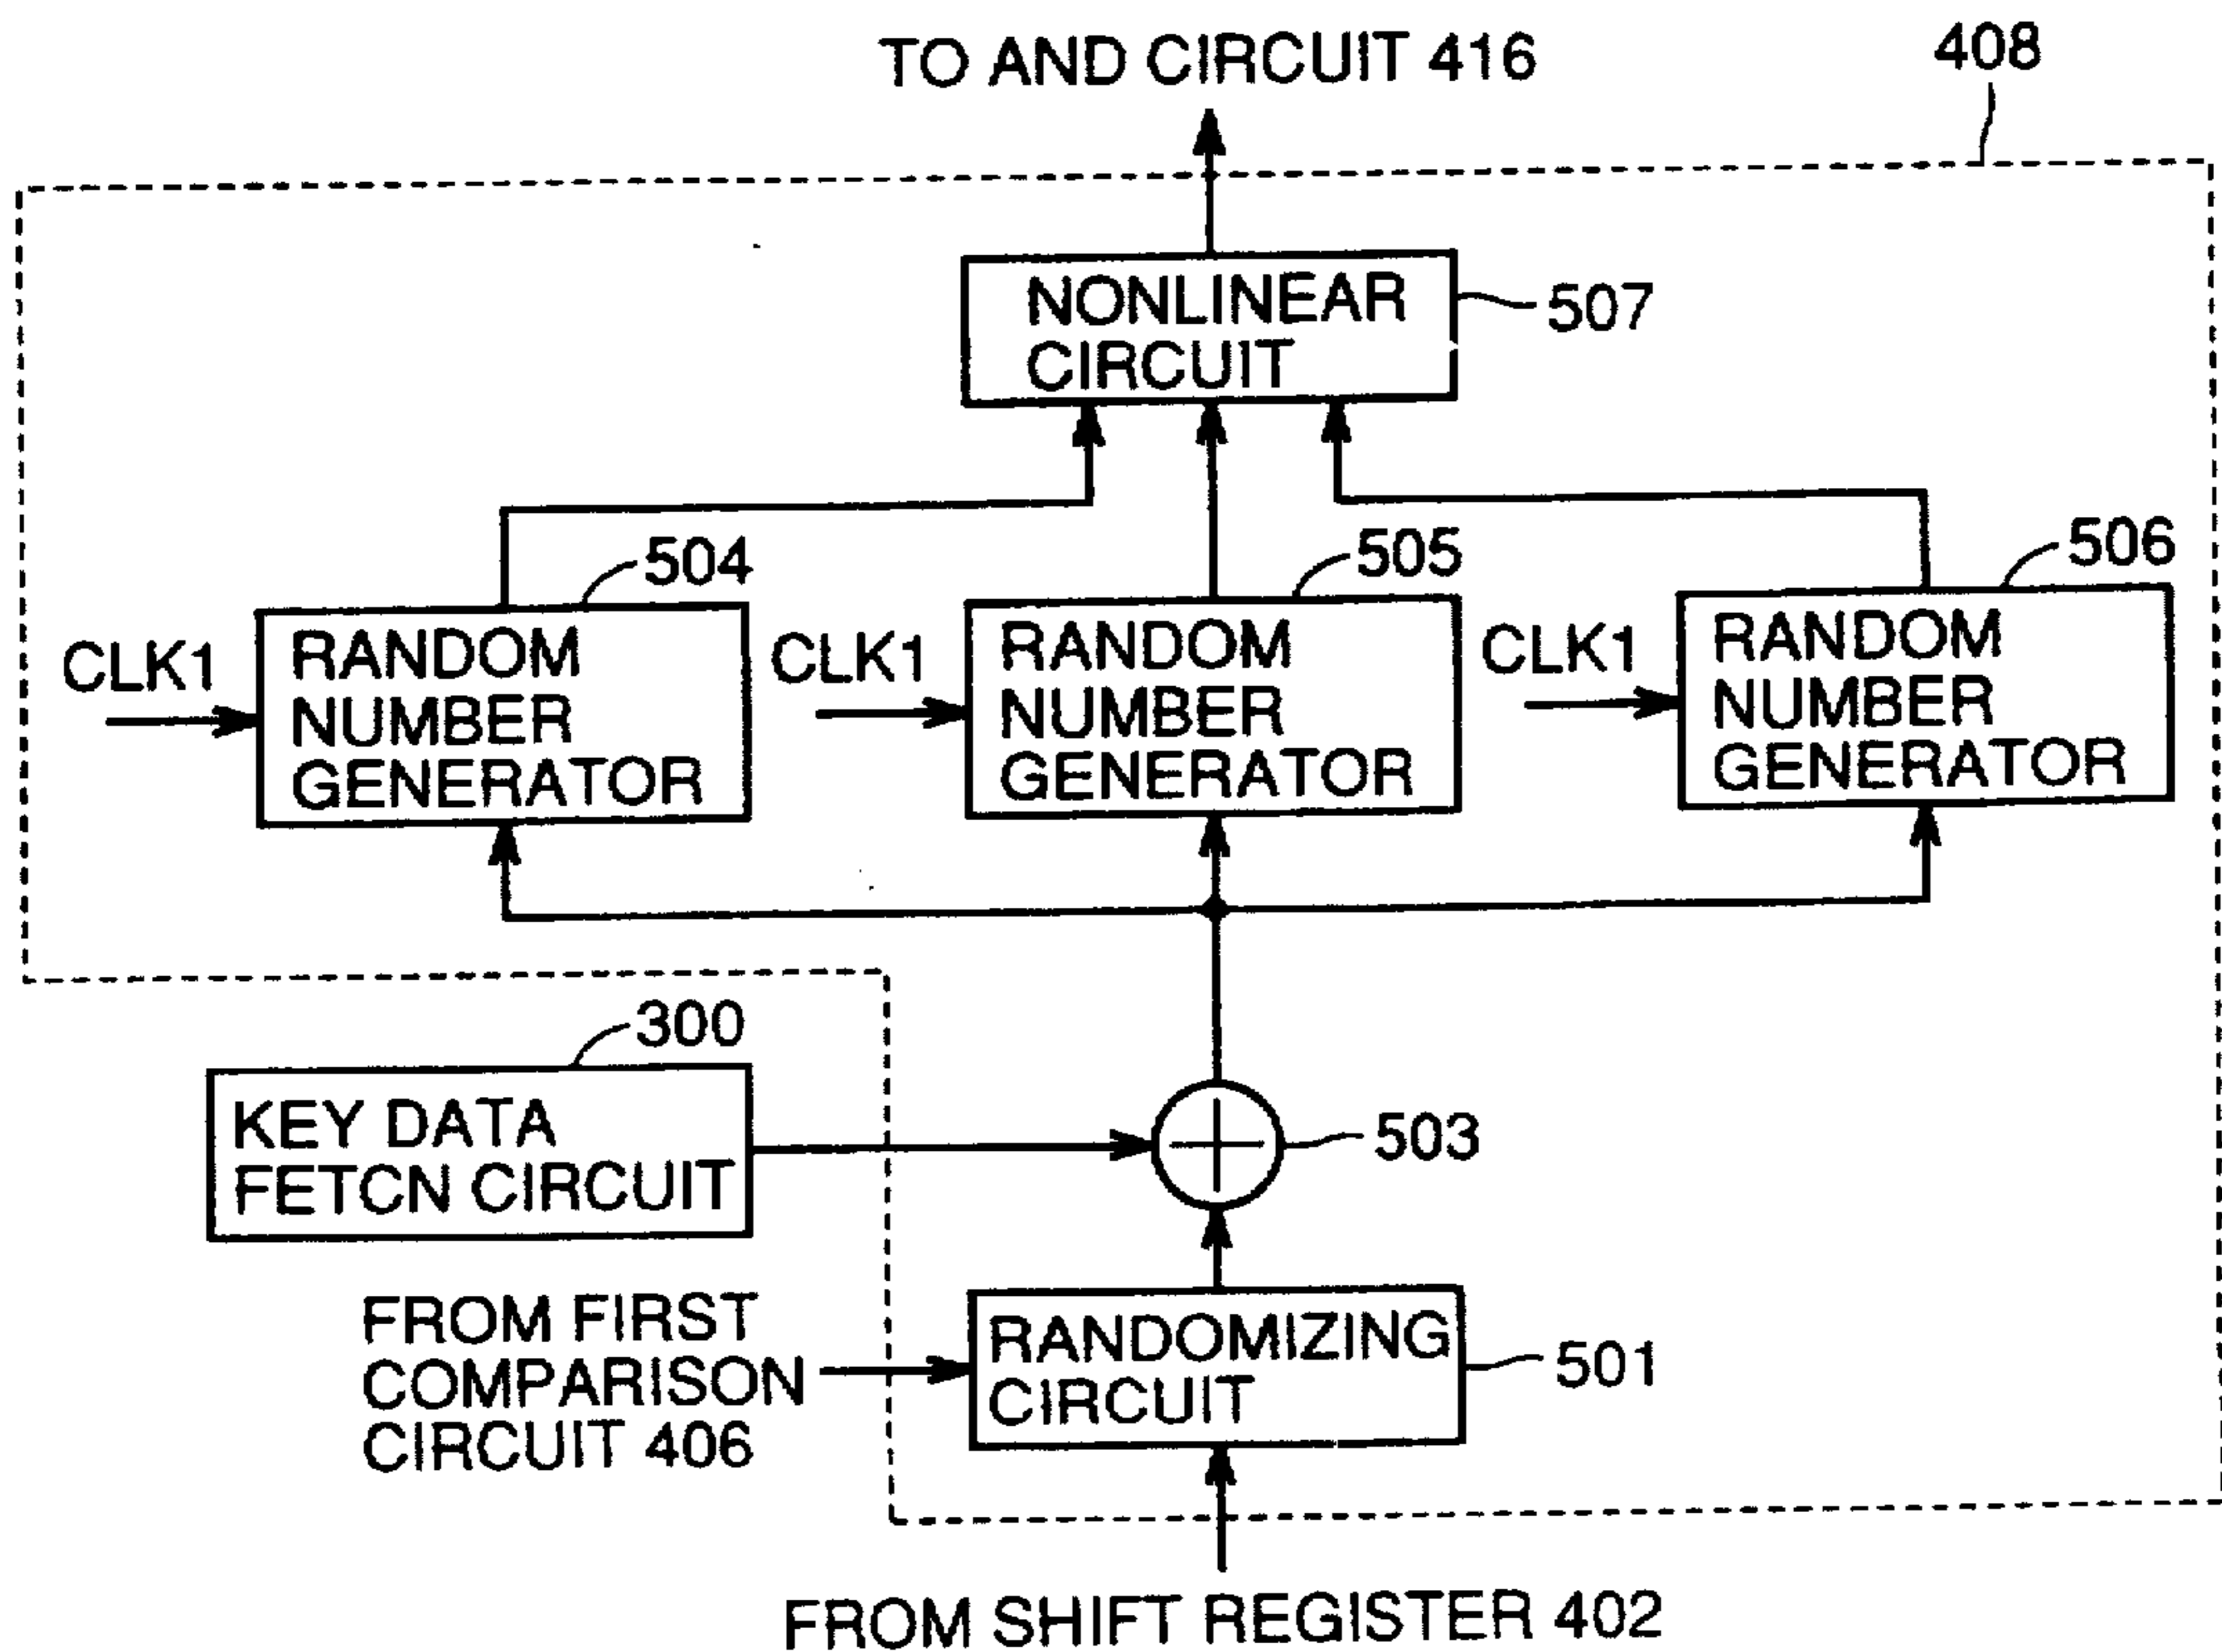 TO AND CIRCUIT 416
408
NONLINEAR
CIRCUIT
507
504
505
506
CLK1
RANDOM
NUMBER
GENERATOR
CLK1
RANDOM
NUMBER
GENERATOR
CLK1
RANDOM
NUMBER
GENERATOR
300
KEY DATA
FETCN CIRCUIT
503
FROM FIRST
COMPARISON
CIRCUIT 406
RANDOMIZING
CIRCUIT
501
FROM SHIFT REGISTER 402